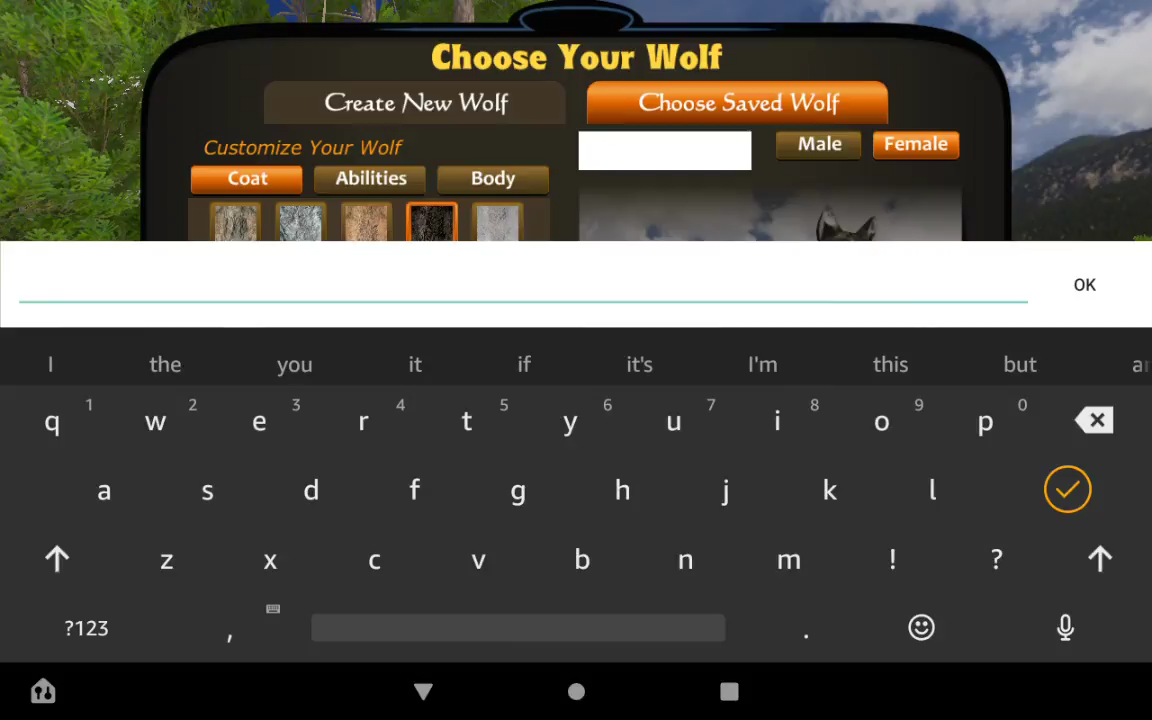 Choose Your Wolf
Create New Wolf
Choose Saved Wolf
Customize Your Wolf
Male
Female
Coat
Abilities
Body
OK
I the you it if it's I'm this but
q 1 w 2 e 3 r 4 t 5 y 6 u 7 i 8 o 9 p 0
a s d f g h j k l
z x c v b n m ! ?
?123 , .